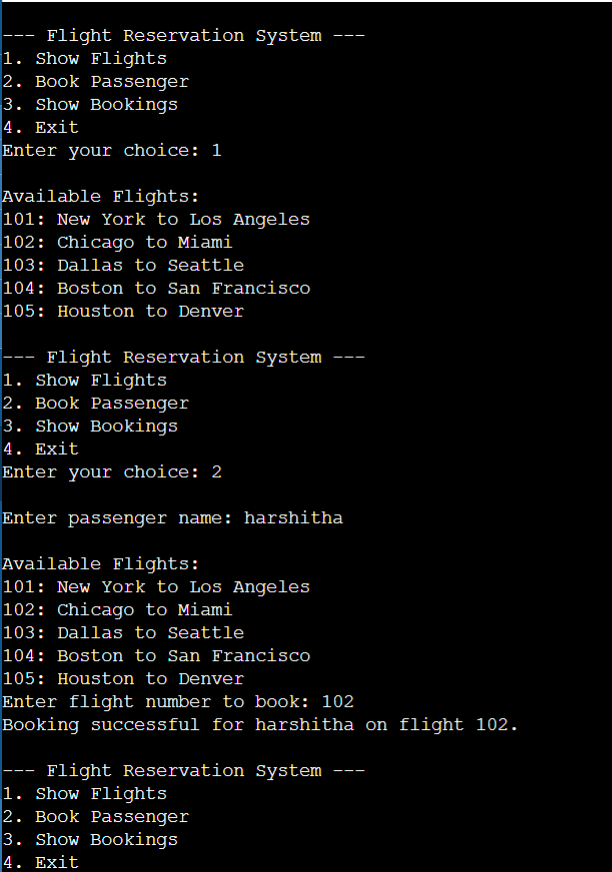 --- Flight Reservation System ---
1. Show Flights
2. Book Passenger
3. Show Bookings
4. Exit
Enter your choice: 1
Available Flights:
101: New York to Los Angeles
102: Chicago to Miami
103: Dallas to Seattle
104: Boston to San Francisco
105: Houston to Denver
--- Flight Reservation System ---
1. Show Flights
2. Book Passenger
3. Show Bookings
4. Exit
Enter your choice: 2
Enter passenger name: harshitha
Available Flights:
101: New York to Los Angeles
102: Chicago to Miami
103: Dallas to Seattle
104: Boston to San Francisco
105: Houston to Denver
Enter flight number to book: 102
Booking successful for harshitha on flight 102.
--- Flight Reservation System ---
1. Show Flights
2. Book Passenger
3. Show Bookings
4. Exit